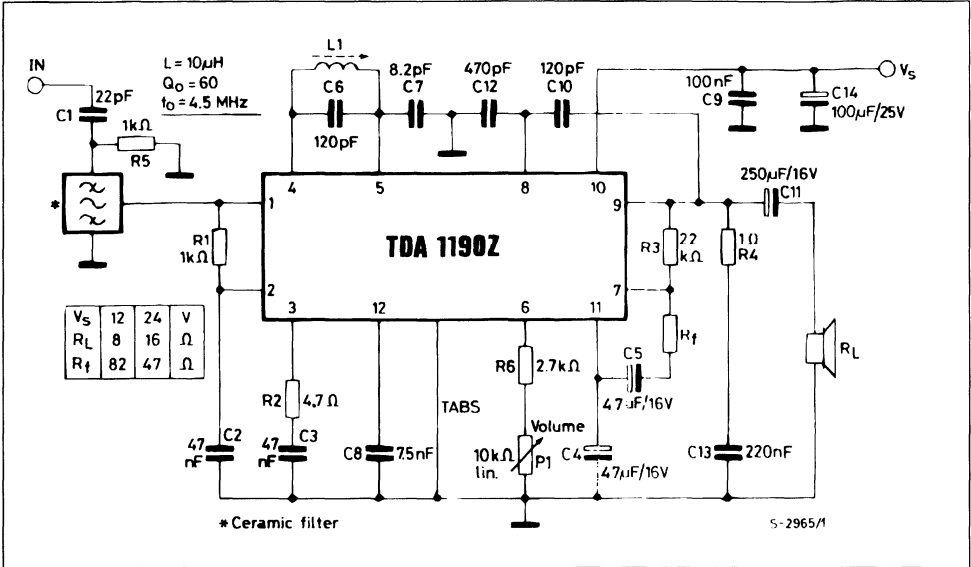 IN
22pF
C1
1kΩ
R5
*
L = 10µH
Qo = 60
fo = 4.5 MHz
L1
C6
120pF
8.2pF
C7
470pF
C12
120pF
C10
100nF
C9
C14
100µF/25V
Vs
4
5
8
10
1
2
TDA 1190Z
9
7
3
12
6
11
R1
1kΩ
R3
22
kΩ
1Ω
R4
250µF/16V
C11
Rf
RL
C5
47µF/16V
Vs 12 24 V
RL 8 16 Ω
Rf 82 47 Ω
R2
4,7Ω
TABS
R6
2.7kΩ
Volume
10kΩ
lin.
P1
47
nF
C2
47
nF
C3
C8
7.5nF
C4
47µF/16V
C13
220nF
* Ceramic filter
S-2965/1